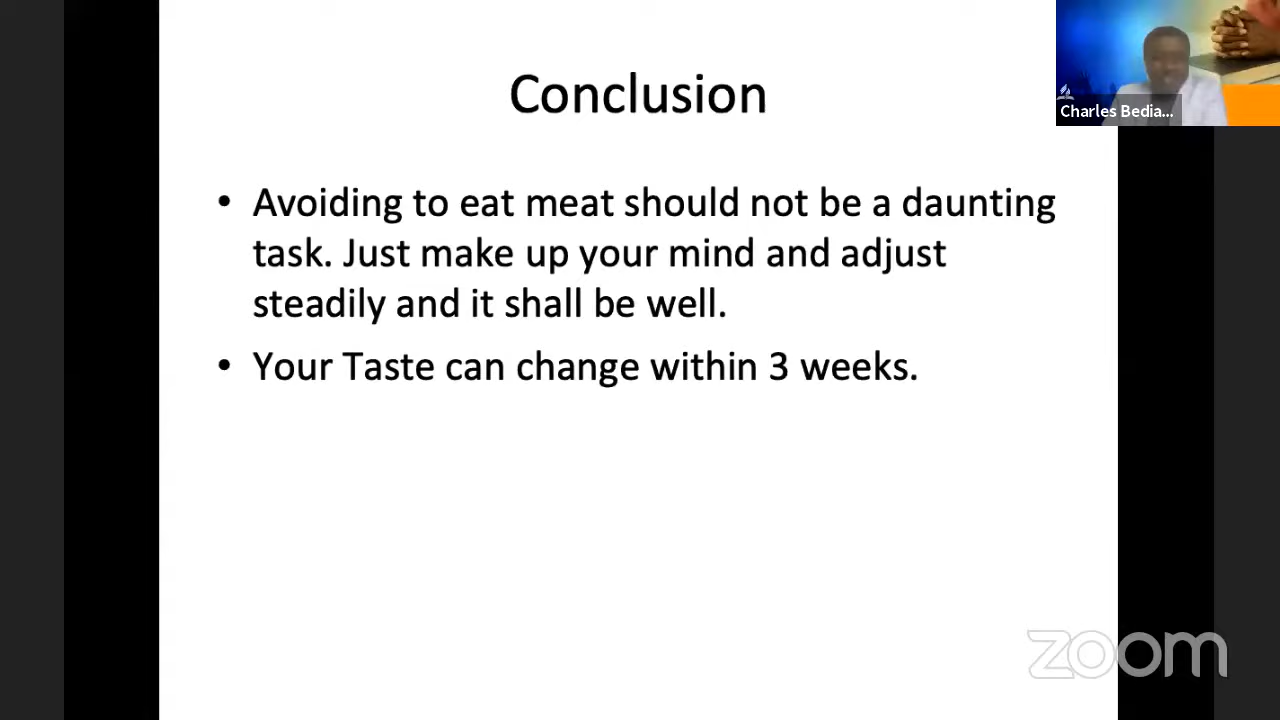 Conclusion
Charles Bedia...
• Avoiding to eat meat should not be a daunting
task. Just make up your mind and adjust
steadily and it shall be well.
• Your Taste can change within 3 weeks.
zoom